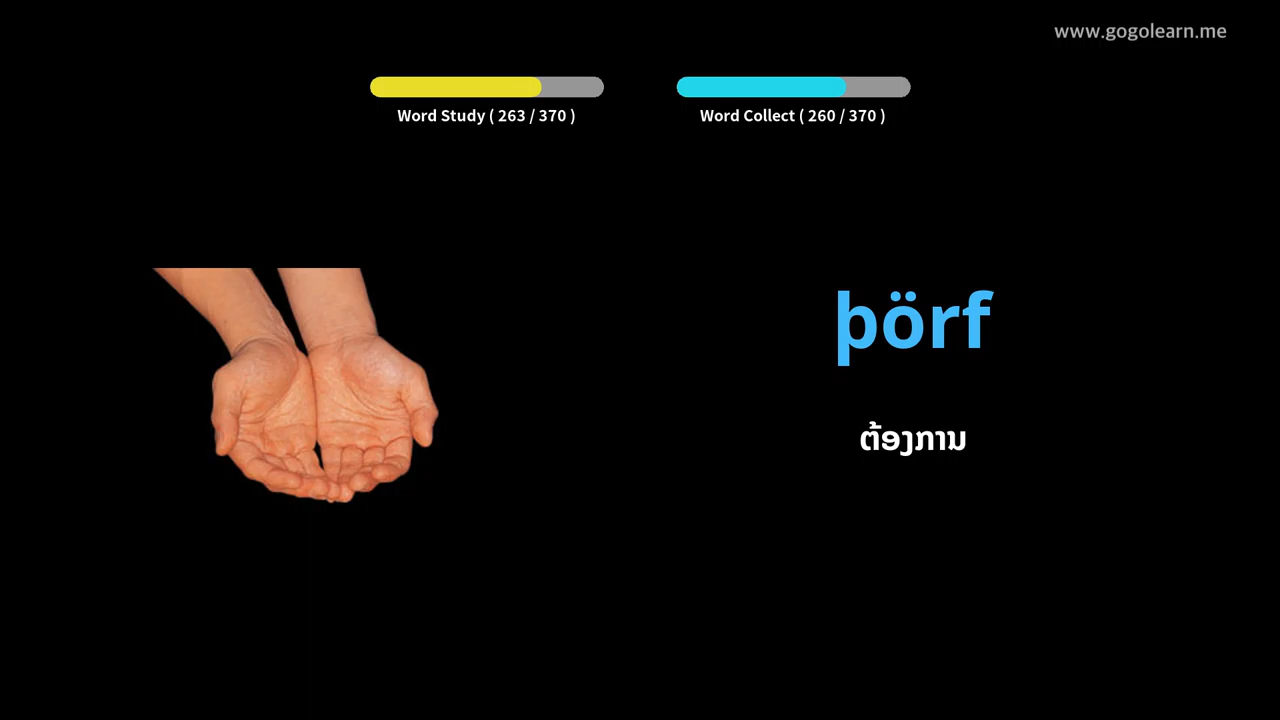 www.gogolearn.me
Word Study ( 263 / 370 )
Word Collect ( 260 / 370 )
þörf
ຕ້ອງການ